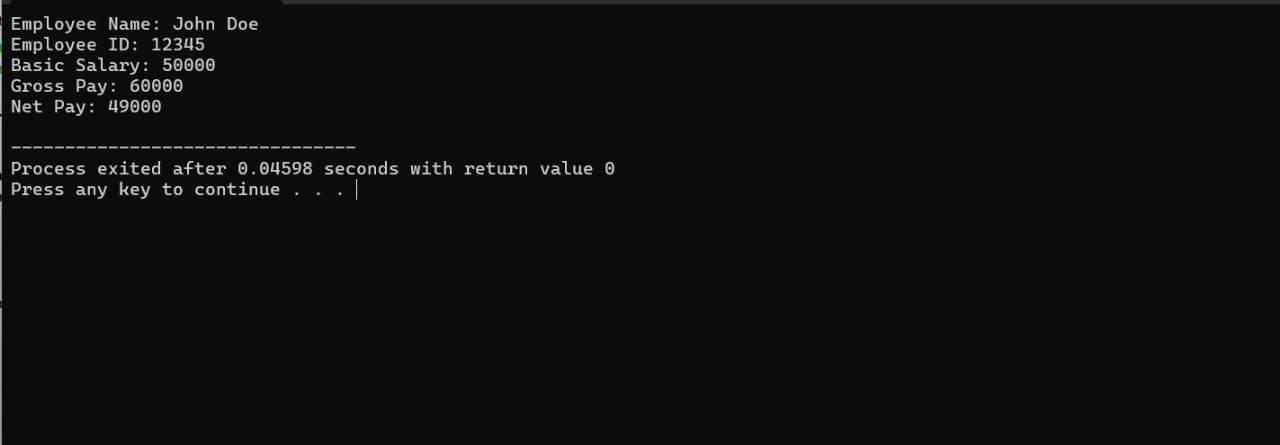 Employee Name: John Doe
Employee ID: 12345
Basic Salary: 50000
Gross Pay: 60000
Net Pay: 49000
--------------------------------
Process exited after 0.04598 seconds with return value 0
Press any key to continue . . .